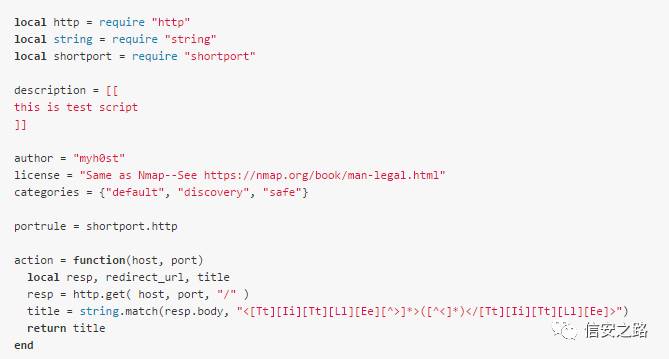 local http = require "http"
local string = require "string"
local shortport = require "shortport"
description = [[
this is test script
]]
author = "myh0st"
license = "Same as Nmap--See https://nmap.org/book/man-legal.html"
categories = {"default", "discovery", "safe"}
portrule = shortport.http
action = function(host, port)
  local resp, redirect_url, title
  resp = http.get( host, port, "/" )
  title = string.match(resp.body, "<[Tt][Ii][Tt][Ll][Ee][^>]*>([^<]*)</[Tt][Ii][Tt][Ll][Ee]>")
  return title
end
信安之路